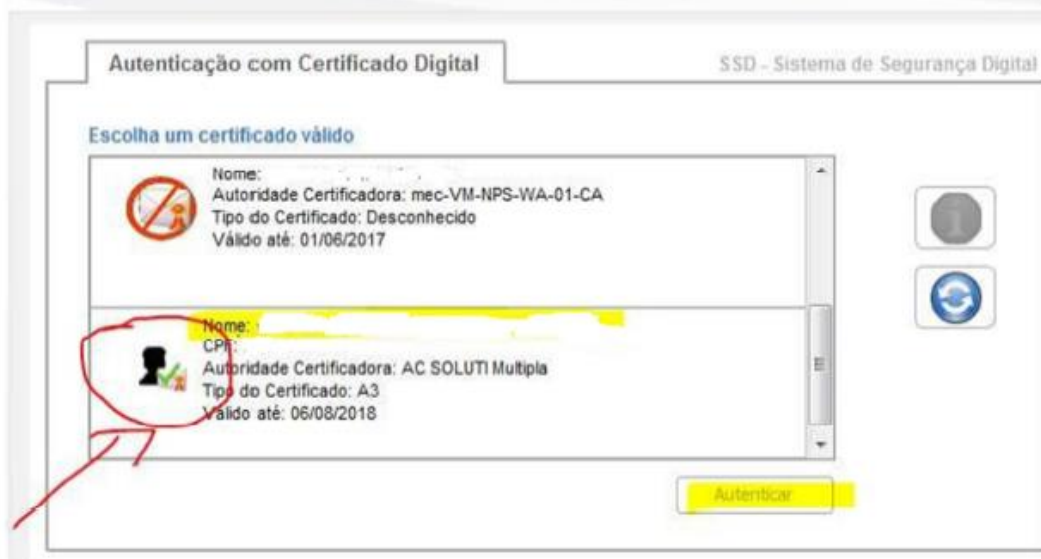 Autenticação com Certificado Digital
SSD - Sistema de Segurança Digital
Escolha um certificado válido
Nome:
Autoridade Certificadora: mec-VM-NPS-WA-01-CA
Tipo do Certificado: Desconhecido
Válido até: 01/06/2017
Nome:
CPF:
Autoridade Certificadora: AC SOLUTI Multipla
Tipo do Certificado: A3
Válido até: 06/08/2018
Autenticar